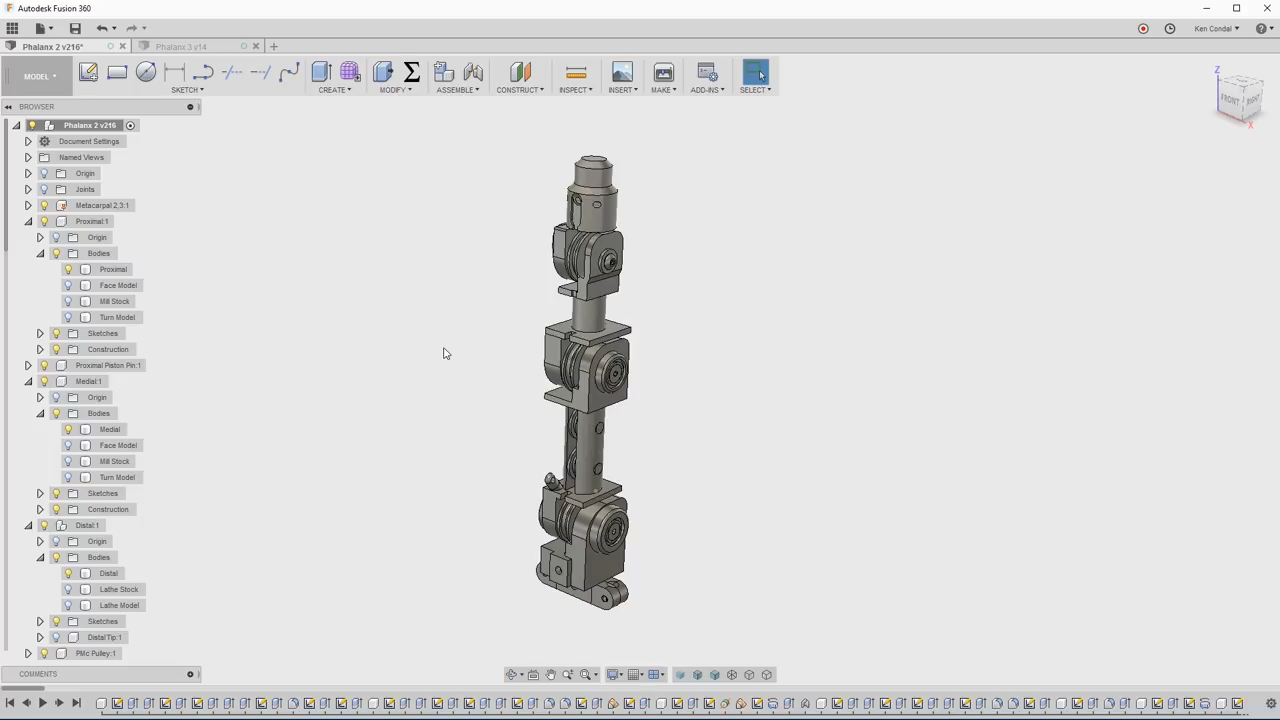 Autodesk Fusion 360
Phalanx 2 v216*
Phalanx 3 v14
Ken Condal
MODEL
SKETCH
CREATE
MODIFY
ASSEMBLE
CONSTRUCT
INSPECT
INSERT
MAKE
ADD-INS
SELECT
BROWSER
Z
FRONT
RIGHT
X
Phalanx 2 v216
Document Settings
Named Views
Origin
Joints
Metacarpal 2,3:1
Proximal:1
Origin
Bodies
Proximal
Face Model
Mill Stock
Turn Model
Sketches
Construction
Proximal Piston Pin:1
Medial:1
Origin
Bodies
Medial
Face Model
Mill Stock
Turn Model
Sketches
Construction
Distal:1
Origin
Bodies
Distal
Lathe Stock
Lathe Model
Sketches
DistalTip:1
PMc Pulley:1
COMMENTS